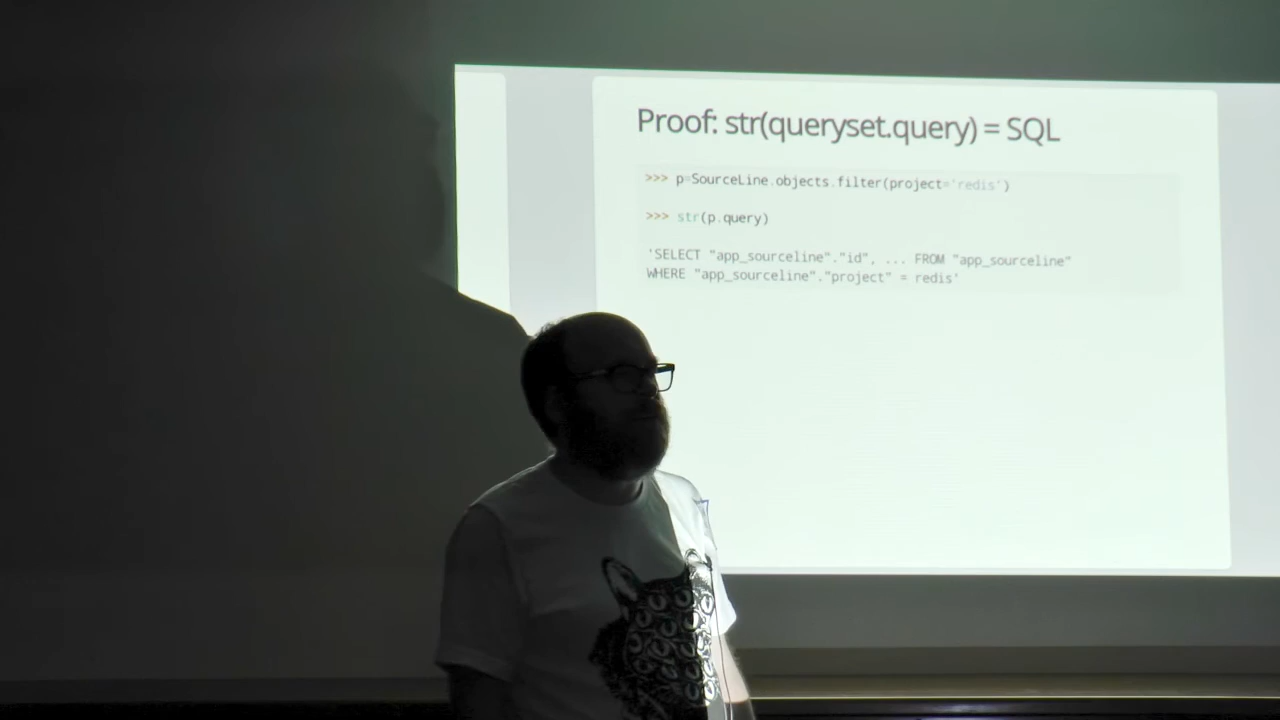 Proof: str(queryset.query) = SQL
>>> p=SourceLine.objects.filter(project='redis')
>>> str(p.query)
'SELECT "app_sourceline"."id", ... FROM "app_sourceline"
WHERE "app_sourceline"."project" = redis'